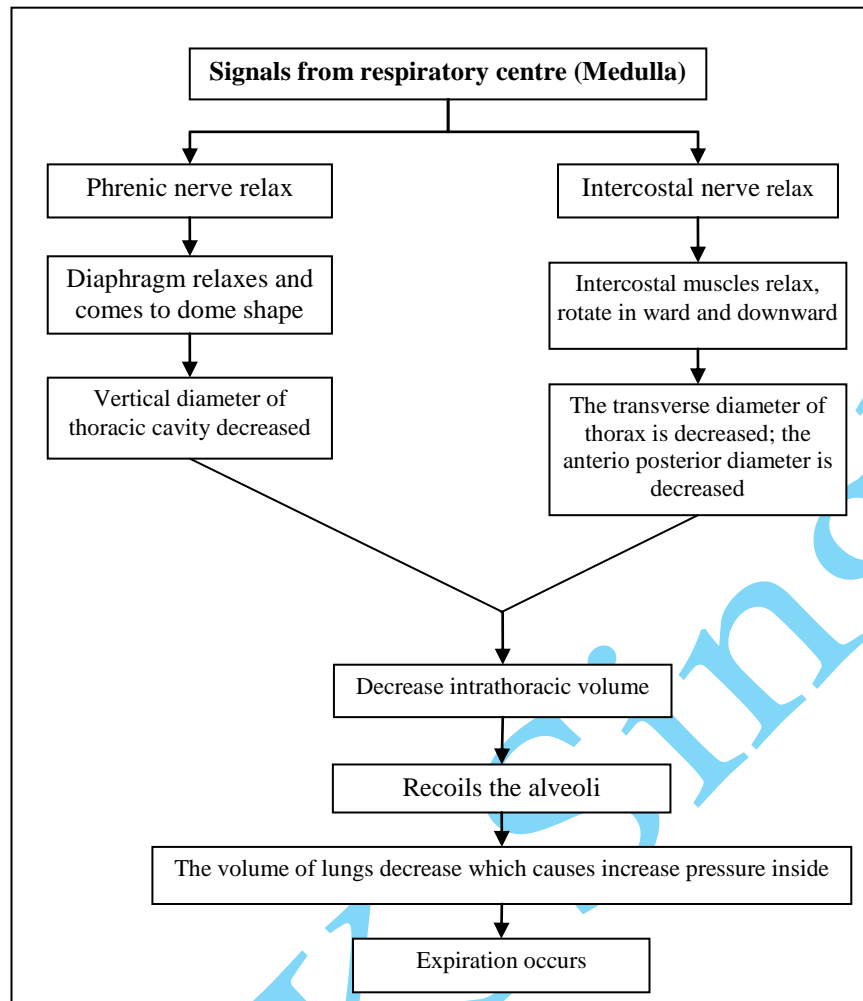 Signals from respiratory centre (Medulla)
Phrenic nerve relax
Intercostal nerve relax
Diaphragm relaxes and
comes to dome shape
Intercostal muscles relax,
rotate in ward and downward
Vertical diameter of
thoracic cavity decreased
The transverse diameter of
thorax is decreased; the
anterio posterior diameter is
decreased
Decrease intrathoracic volume
Recoils the alveoli
The volume of lungs decrease which causes increase pressure inside
Expiration occurs